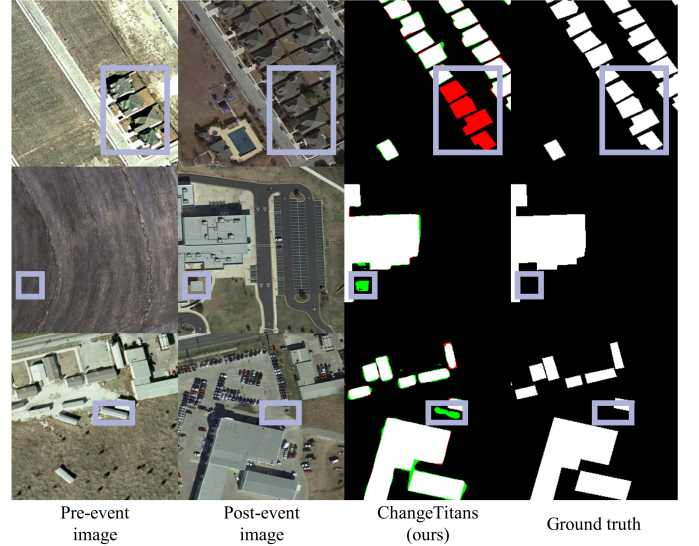 Pre-event
image
Post-event
image
ChangeTitans
(ours)
Ground truth